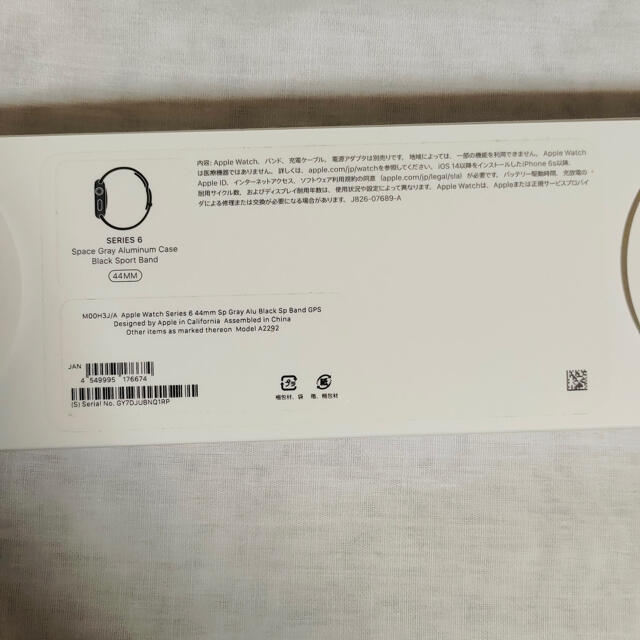 内容: Apple Watch、バンド、充電ケーブル。電源アダプタは別売りです。地域によっては、一部の機能を利用できません。Apple Watch
は医療機器ではありません。詳しくは、apple.com/jp/watchを参照してください。iOS 14以降をインストールしたiPhone 6s以降、
Apple ID、インターネットアクセス、ソフトウェア利用規約の同意 (apple.com/jp/legal/sla) が必要です。バッテリー駆動時間、充放電の
耐用サイクル数、およびディスプレイ耐用年数は、使用状況や設定によって異なります。Apple Watchは、Appleまたは正規サービスプロバイ
ダによる修理または交換が必要になる場合があります。J826-07689-A
SERIES 6
Space Gray Aluminum Case
Black Sport Band
44MM
M00H3J/A Apple Watch Series 6 44mm Sp Gray Alu Black Sp Band GPS
Designed by Apple in California Assembled in China
Other items as marked thereon Model A2292
JAN
4 549995 176674
(S) Serial No. GY7DJUBNQ1RP
プラ
紙
梱包材、袋 箱、梱包材